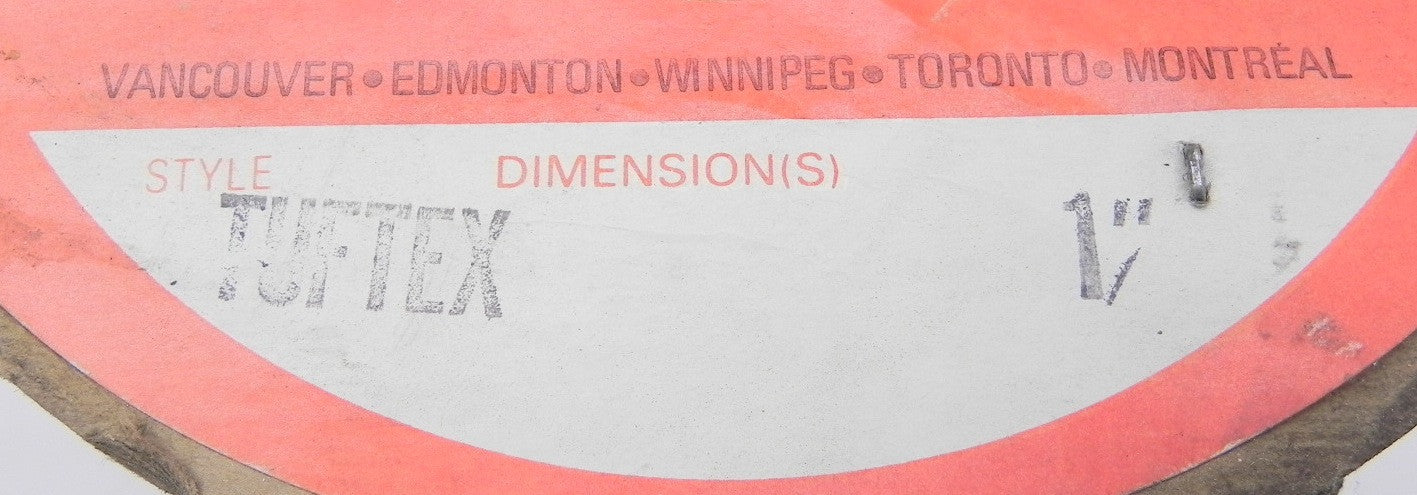 VANCOUVER•EDMONTON•WINNIPEG•TORONTO•MONTRÉAL
STYLE DIMENSION(S)
TUFTEX 1"